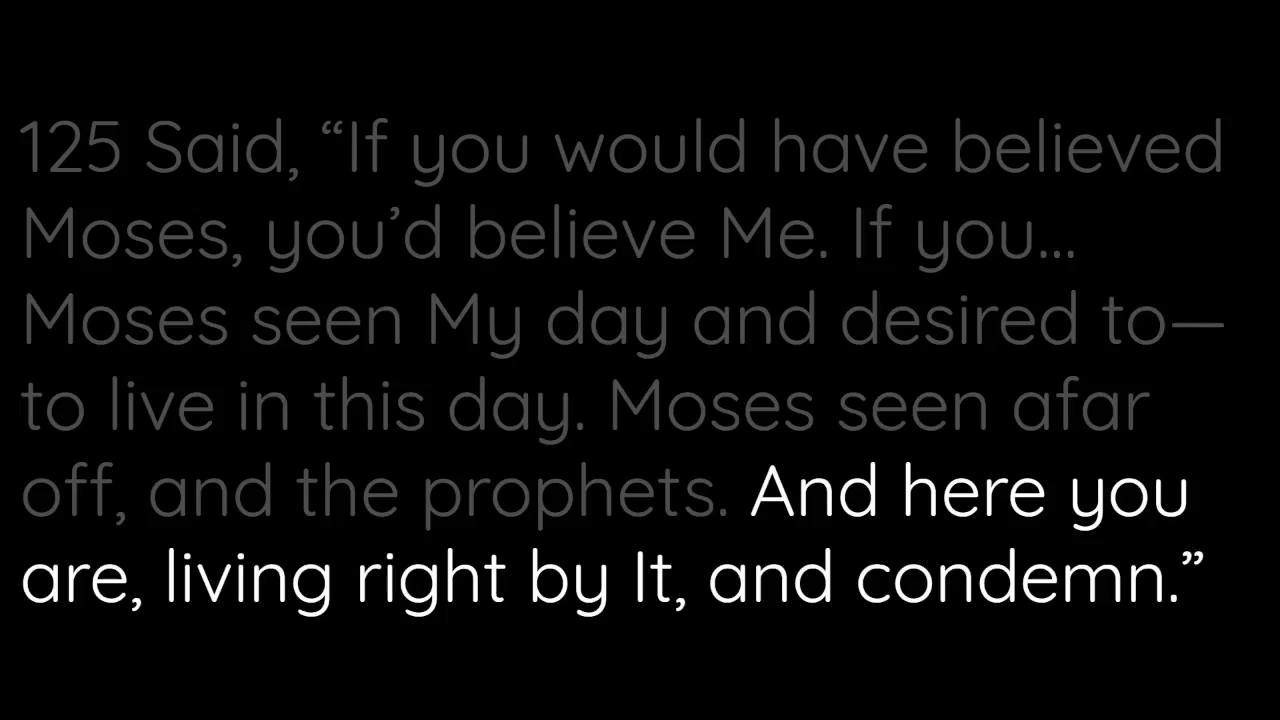 125 Said, “If you would have believed
Moses, you’d believe Me. If you...
Moses seen My day and desired to—
to live in this day. Moses seen afar
off, and the prophets. And here you
are, living right by It, and condemn.”